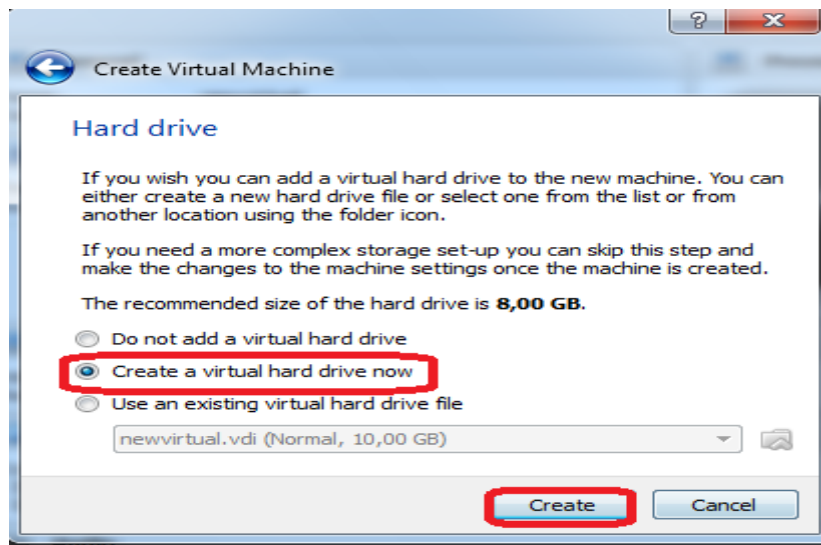 ?
Create Virtual Machine
Hard drive
If you wish you can add a virtual hard drive to the new machine. You can
either create a new hard drive file or select one from the list or from
another location using the folder icon.
If you need a more complex storage set-up you can skip this step and
make the changes to the machine settings once the machine is created.
The recommended size of the hard drive is 8,00 GB.
Do not add a virtual hard drive
Create a virtual hard drive now
Use an existing virtual hard drive file
newvirtual.vdi (Normal, 10,00 GB)
Create Cancel